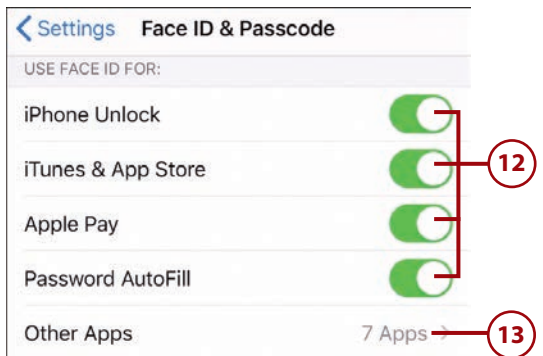 Settings Face ID & Passcode
USE FACE ID FOR:
iPhone Unlock
iTunes & App Store
12
Apple Pay
Password AutoFill
Other Apps 7 Apps 13